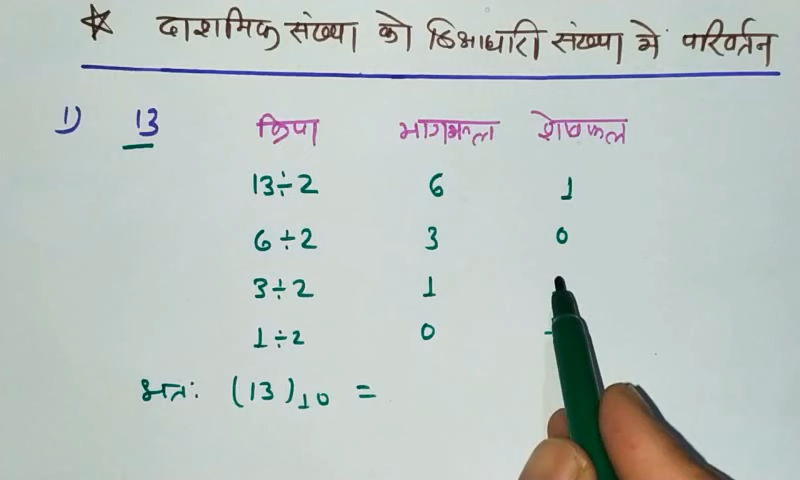 ☆ दाशमिक संख्या को द्विआधारी संख्या में परिवर्तन
1) 13 क्रिया भागफल शेषफल
13÷2 6 1
6÷2 3 0
3÷2 1
1÷2 0
अतः (13)10 =